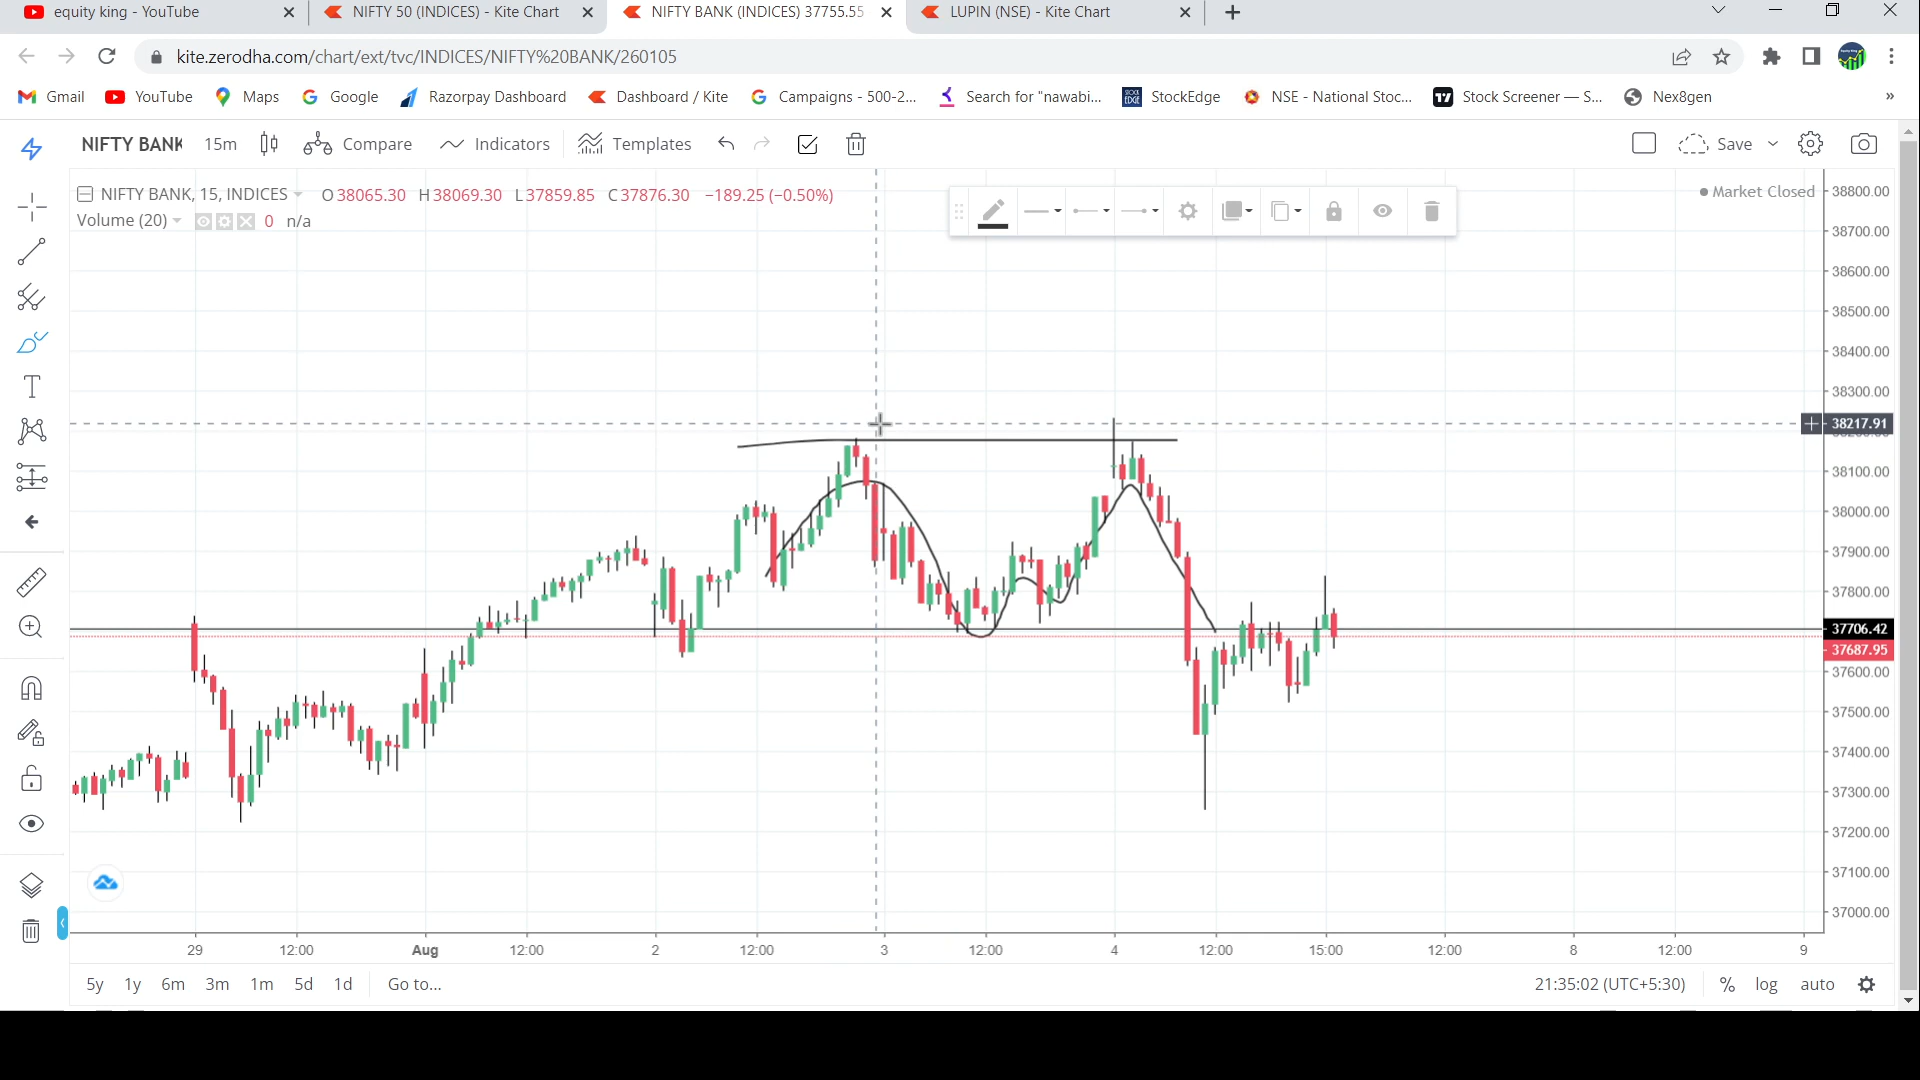 equity king - YouTube
NIFTY 50 (INDICES) - Kite Chart
NIFTY BANK (INDICES) 37755.55
LUPIN (NSE) - Kite Chart
kite.zerodha.com/chart/ext/tvc/INDICES/NIFTY%20BANK/260105
Gmail
YouTube
Maps
Google
Razorpay Dashboard
Dashboard / Kite
Campaigns - 500-2...
Search for "nawabi...
STOCK EDGE
StockEdge
NSE - National Stoc...
Stock Screener — S...
Nex8gen
»
NIFTY BANK
15m
Compare
Indicators
Templates
Save
NIFTY BANK, 15, INDICES O38065.30 H38069.30 L37859.85 C37876.30 −189.25 (−0.50%)
Volume (20) 0 n/a
Market Closed
38800.00
38700.00
38600.00
38500.00
38400.00
38300.00
38217.91
38100.00
38000.00
37900.00
37800.00
37706.42
37687.95
37600.00
37500.00
37400.00
37300.00
37200.00
37100.00
37000.00
29 12:00 Aug 12:00 2 12:00 3 12:00 4 12:00 15:00 12:00 8 12:00 9
5y 1y 6m 3m 1m 5d 1d Go to...
21:35:02 (UTC+5:30) % log auto